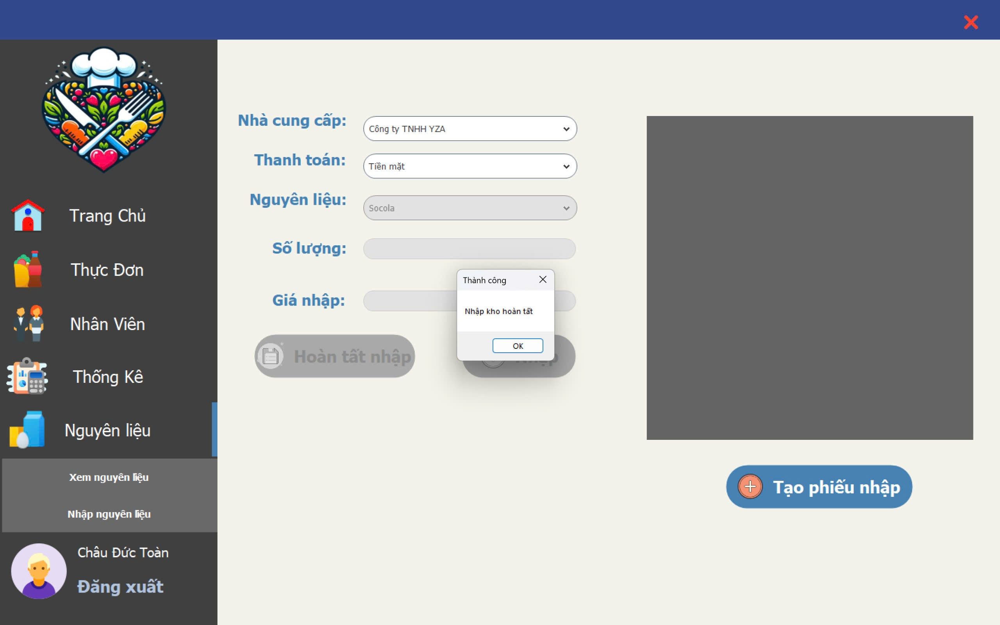 Trang Chủ
Thực Đơn
Nhân Viên
Thống Kê
Nguyên liệu
Xem nguyên liệu
Nhập nguyên liệu
Châu Đức Toàn
Đăng xuất
Nhà cung cấp:
Công ty TNHH YZA
Thanh toán:
Tiền mặt
Nguyên liệu:
Socola
Số lượng:
Giá nhập:
Hoàn tất nhập
Thành công
Nhập kho hoàn tất
OK
Tạo phiếu nhập